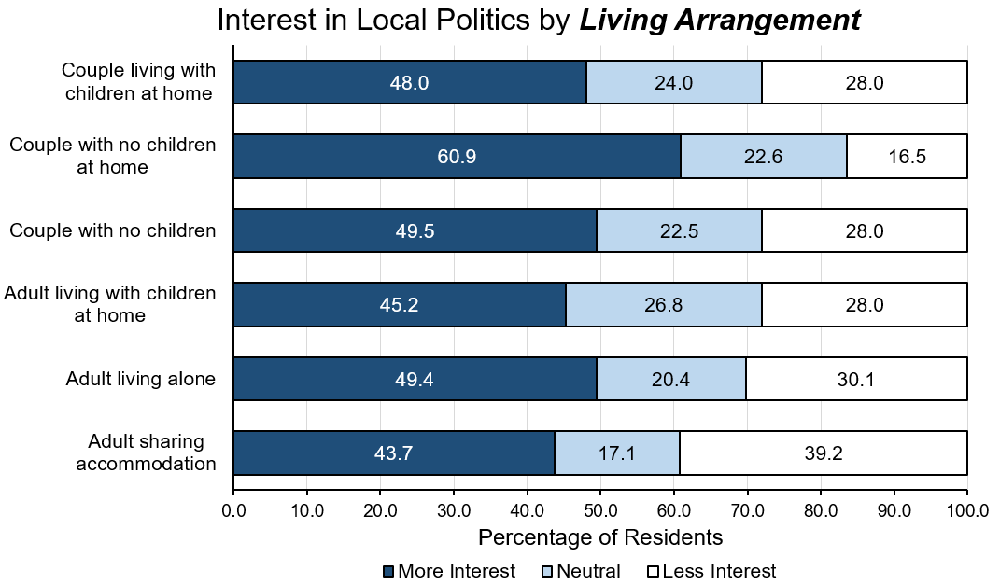 Interest in Local Politics by Living Arrangement
Couple living with
children at home
48.0 24.0 28.0
Couple with no children
at home
60.9 22.6 16.5
Couple with no children
49.5 22.5 28.0
Adult living with children
at home
45.2 26.8 28.0
Adult living alone
49.4 20.4 30.1
Adult sharing
accommodation
43.7 17.1 39.2
0.0 10.0 20.0 30.0 40.0 50.0 60.0 70.0 80.0 90.0 100.0
Percentage of Residents
More Interest Neutral Less Interest